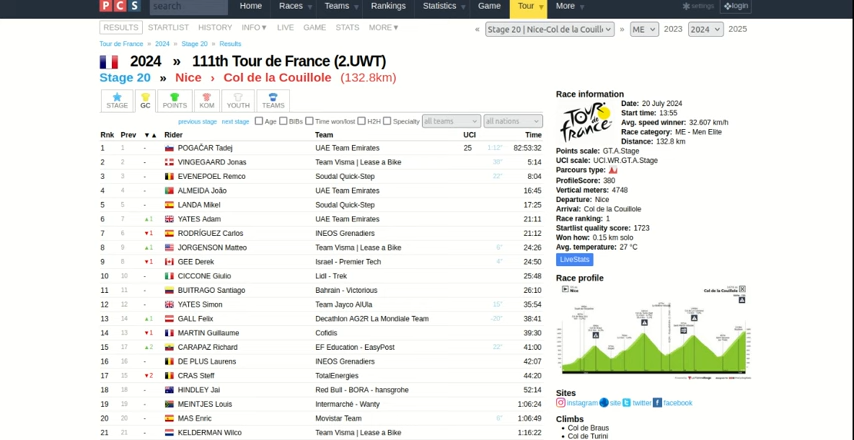 PCS
search
Home Races Teams Rankings Statistics Game Tour More
settings login
RESULTS STARTLIST HISTORY INFO LIVE GAME STATS MORE
« Stage 20 | Nice-Col de la Couill » ME 2023 2024 2025
Tour de France » 2024 » Stage 20 » Results
2024 » 111th Tour de France (2.UWT)
Stage 20 » Nice › Col de la Couillole (132.8km)
STAGE GC POINTS KOM YOUTH TEAMS
previous stage next stage Age BIBs Time won/lost H2H Specialty all teams all nations
Rnk Prev ▼▲ Rider Team UCI Time
1 1 - POGAČAR Tadej UAE Team Emirates 25 1:12" 82:53:32
2 2 - VINGEGAARD Jonas Team Visma | Lease a Bike 5:14
3 3 - EVENEPOEL Remco Soudal Quick-Step 8:04
4 4 - ALMEIDA João UAE Team Emirates 16:45
5 5 - LANDA Mikel Soudal Quick-Step 17:25
6 7 ▲1 YATES Adam UAE Team Emirates 21:11
7 6 ▼1 RODRÍGUEZ Carlos INEOS Grenadiers 21:12
8 9 ▲1 JORGENSON Matteo Team Visma | Lease a Bike 24:26
9 8 ▼1 GEE Derek Israel - Premier Tech 24:50
10 10 - CICCONE Giulio Lidl - Trek 25:48
11 11 - BUITRAGO Santiago Bahrain - Victorious 26:10
12 12 - YATES Simon Team Jayco AlUla 35:54
13 14 ▲1 GALL Felix Decathlon AG2R La Mondiale Team 38:41
14 13 ▼1 MARTIN Guillaume Cofidis 39:30
15 17 ▲2 CARAPAZ Richard EF Education - EasyPost 41:00
16 16 - DE PLUS Laurens INEOS Grenadiers 42:07
17 15 ▼2 CRAS Steff TotalEnergies 44:20
18 18 - HINDLEY Jai Red Bull - BORA - hansgrohe 52:14
19 19 - MEINTJES Louis Intermarché - Wanty 1:06:24
20 20 - MAS Enric Movistar Team 1:06:49
21 21 - KELDERMAN Wilco Team Visma | Lease a Bike 1:16:22
Race information
TOUR de france
Date: 20 July 2024
Start time: 13:55
Avg. speed winner: 32.607 km/h
Race category: ME - Men Elite
Distance: 132.8 km
Points scale: GT.A.Stage
UCI scale: UCI.WR.GT.A.Stage
Parcours type:
ProfileScore: 380
Vertical meters: 4748
Departure: Nice
Arrival: Col de la Couillole
Race ranking: 1
Startlist quality score: 1723
Won how: 0.15 km solo
Avg. temperature: 27 °C
LiveStats
Race profile
Nice
Col de la Couillole
Sites
instagram site twitter facebook
Climbs
• Col de Braus
• Col de Turini